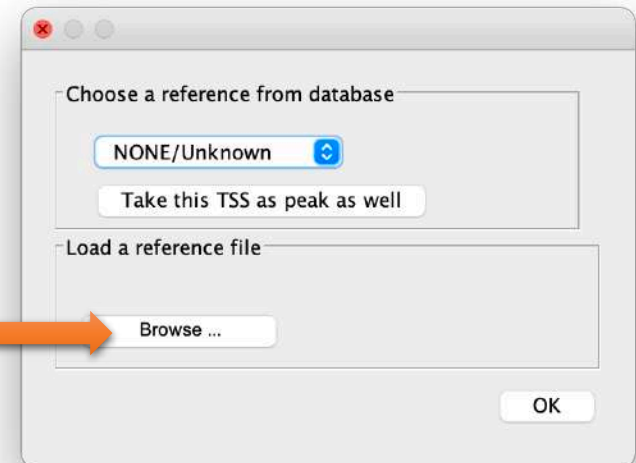 Choose a reference from database
NONE/Unknown
Take this TSS as peak as well
Load a reference file
Browse ...
OK